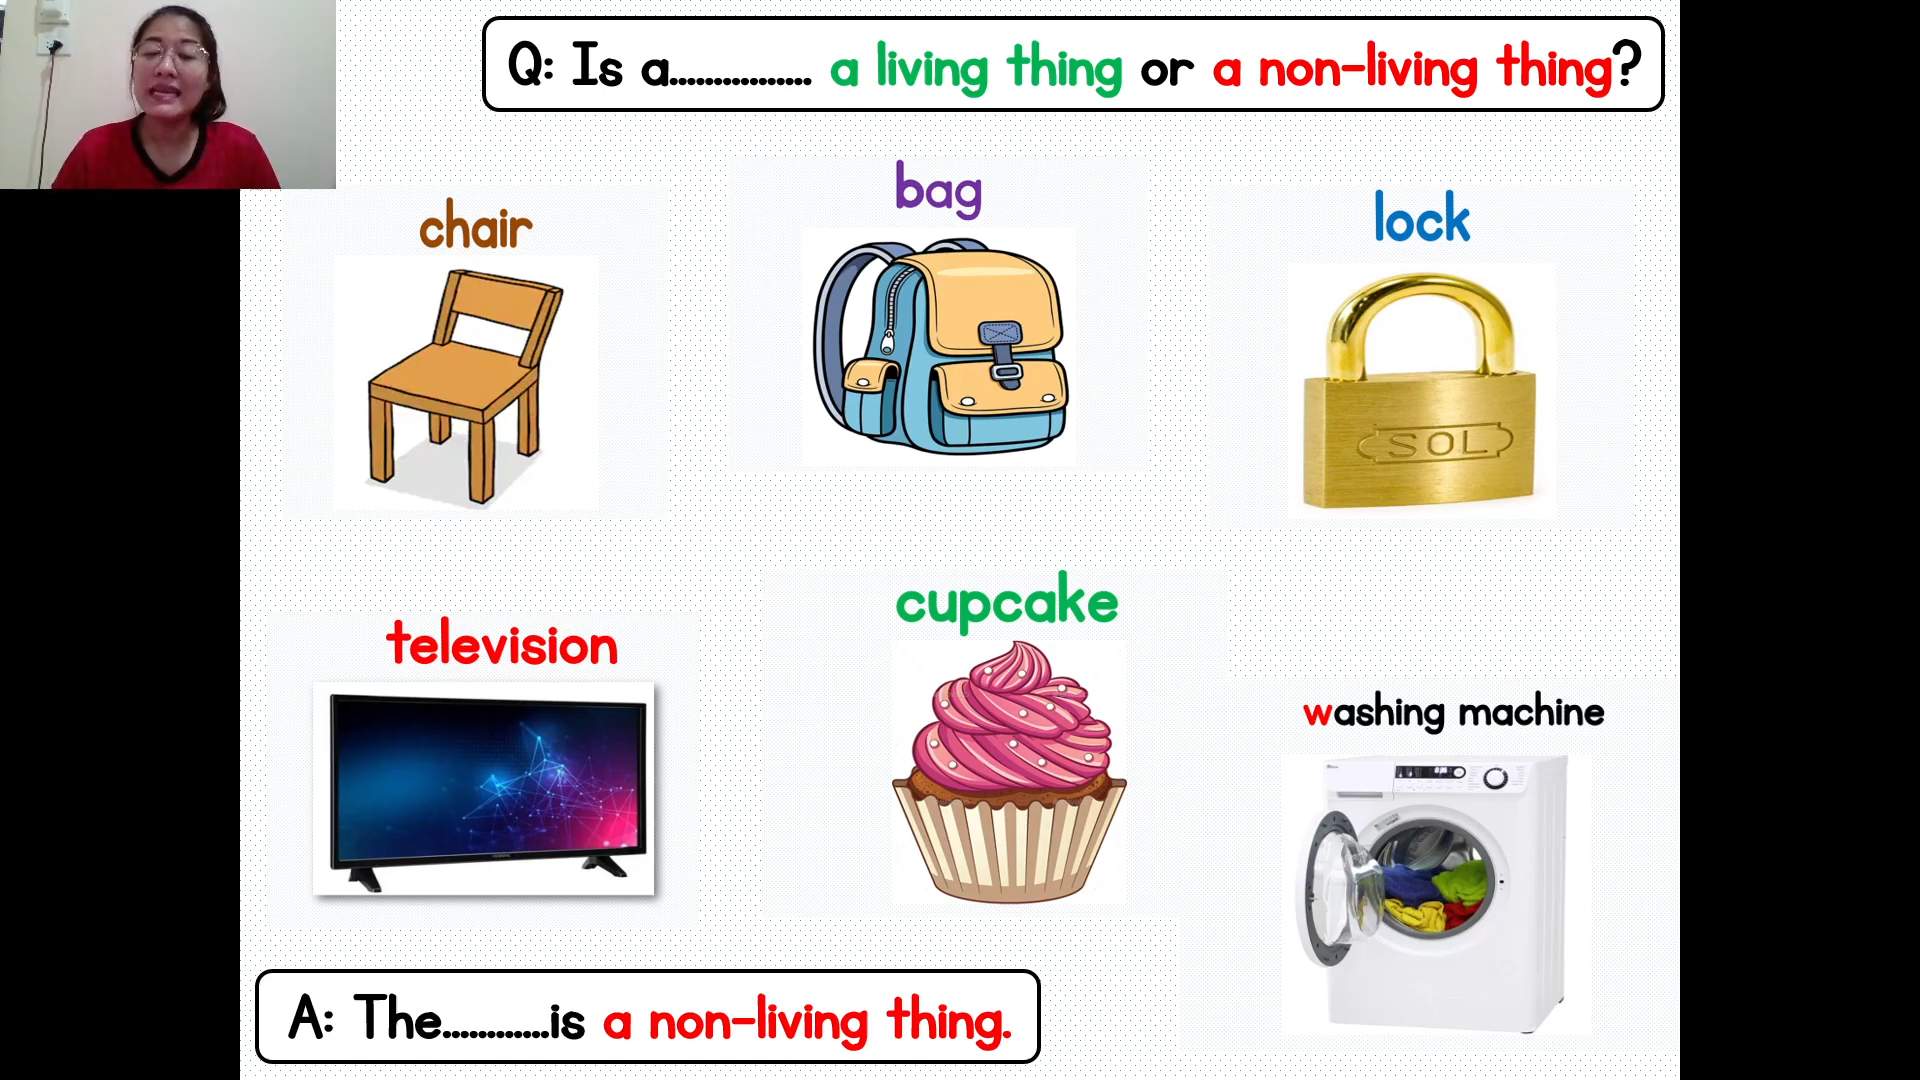 Q: Is a................ a living thing or a non-living thing?
bag
lock
chair
SOL
cupcake
television
washing machine
A: The............is a non-living thing.